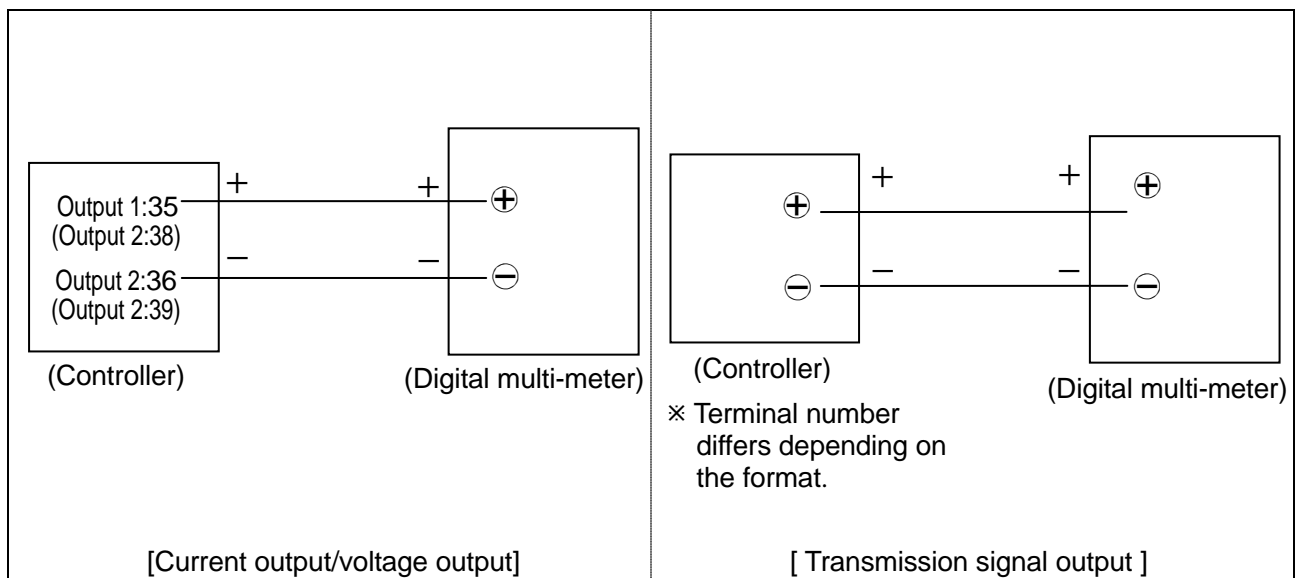 Output 1:35
(Output 2:38)
Output 2:36
(Output 2:39)
+
−
+
−
⊕
⊖
(Controller)
(Digital multi-meter)
[Current output/voltage output]
⊕
⊖
+
−
+
−
⊕
⊖
(Controller)
(Digital multi-meter)
※ Terminal number
differs depending on
the format.
[ Transmission signal output ]